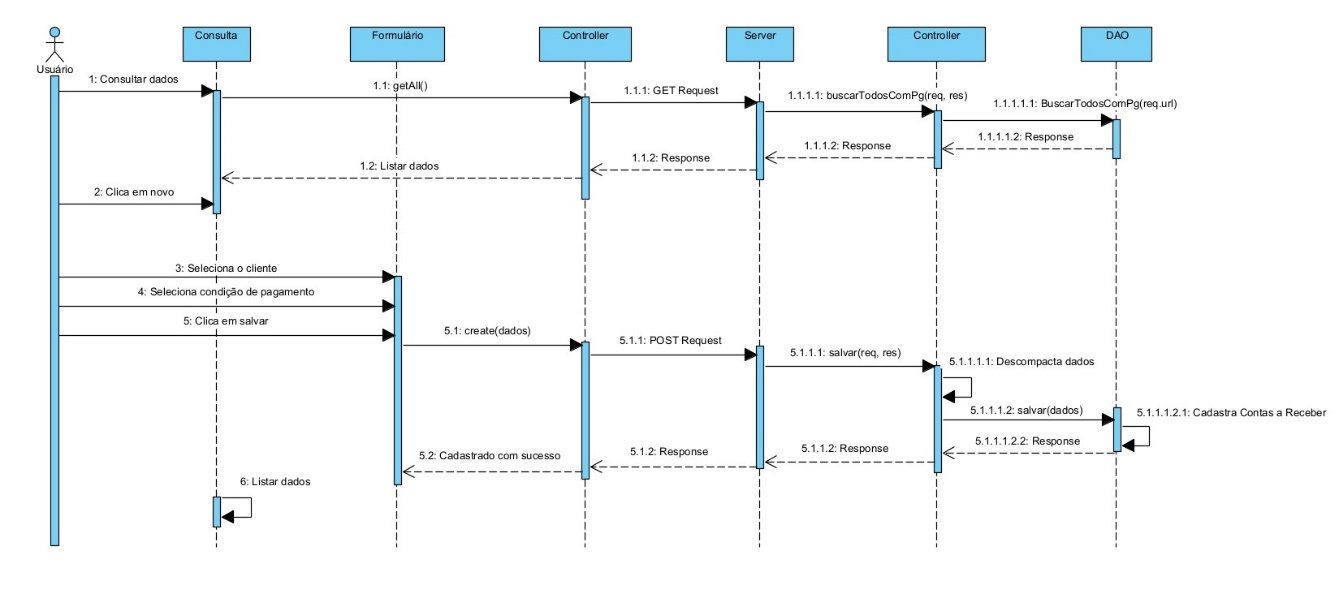 Usuário
Consulta
Formulário
Controller
Server
Controller
DAO
1: Consultar dados
1.1: getAll()
1.1.1: GET Request
1.1.1.1: buscarTodosComPg(req, res)
1.1.1.1.1: BuscarTodosComPg(req.url)
1.1.1.1.2: Response
1.1.1.2: Response
1.1.2: Response
1.2: Listar dados
2: Clica em novo
3: Seleciona o cliente
4: Seleciona condição de pagamento
5: Clica em salvar
5.1: create(dados)
5.1.1: POST Request
5.1.1.1: salvar(req, res)
5.1.1.1.1: Descompacta dados
5.1.1.1.2: salvar(dados)
5.1.1.1.2.1: Cadastra Contas a Receber
5.1.1.1.2.2: Response
5.1.1.2: Response
5.1.2: Response
5.2: Cadastrado com sucesso
6: Listar dados